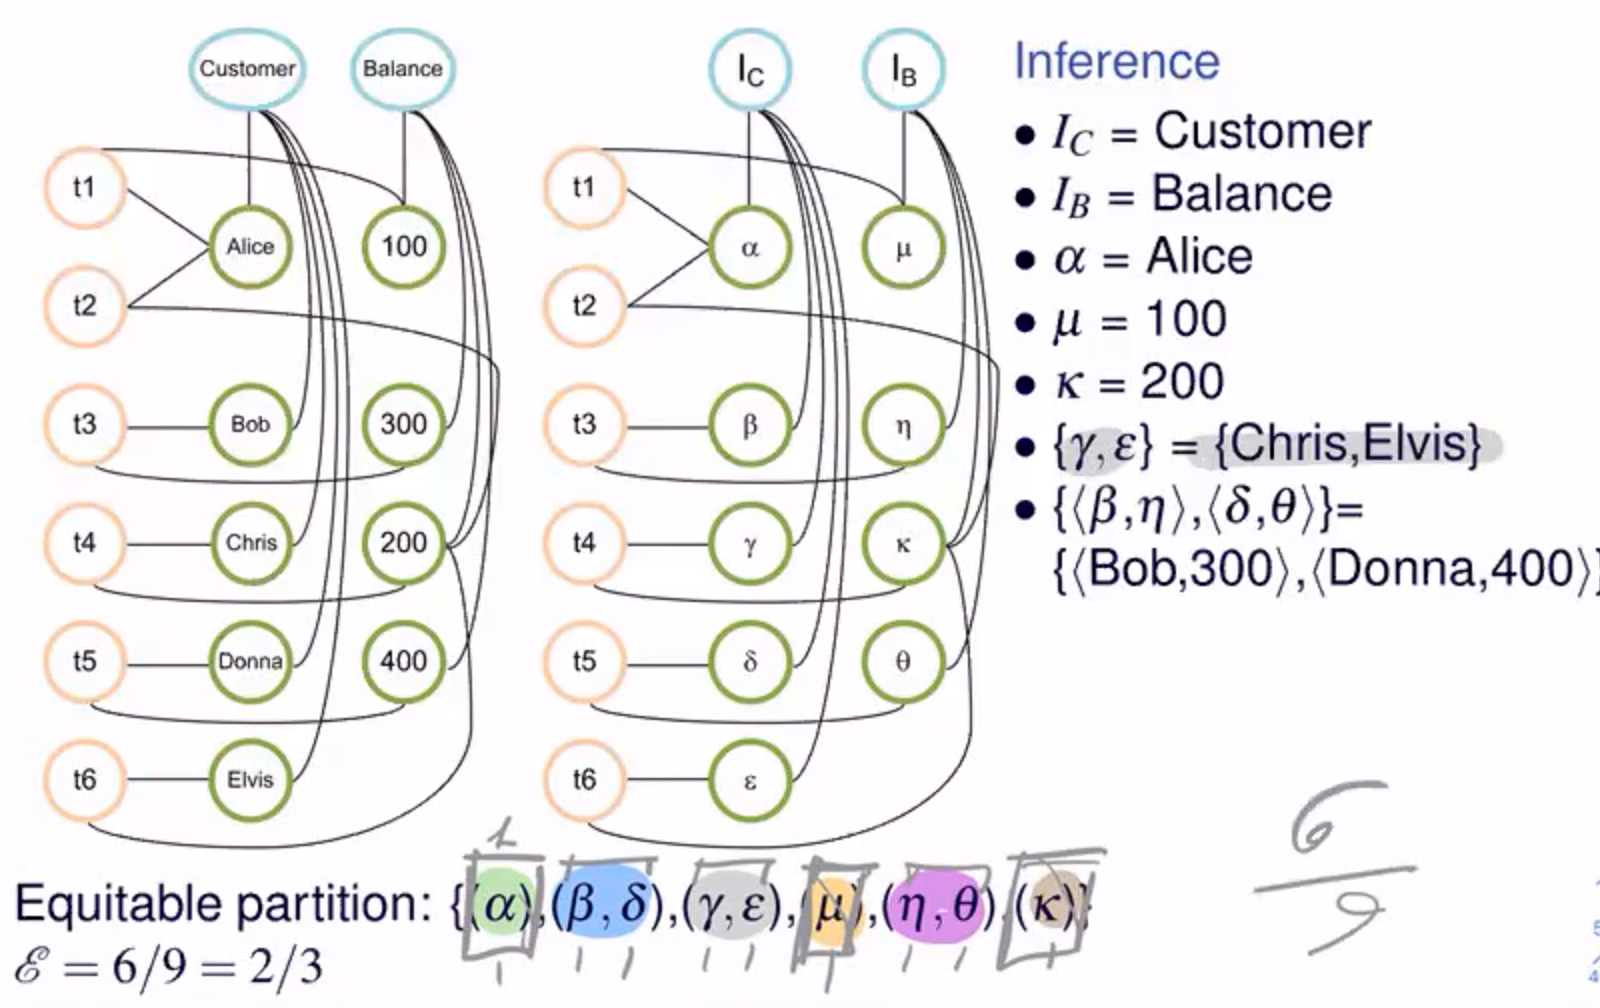 Customer Balance
t1
Alice 100
t2
t3 Bob 300
t4 Chris 200
t5 Donna 400
t6 Elvis
I_C I_B
t1
α μ
t2
t3 β η
t4 γ κ
t5 δ θ
t6 ε
Inference
• I_C = Customer
• I_B = Balance
• α = Alice
• μ = 100
• κ = 200
• {γ,ε} = {Chris,Elvis}
• {⟨β,η⟩,⟨δ,θ⟩}=
{⟨Bob,300⟩,⟨Donna,400⟩}
1
Equitable partition: {(α),(β,δ),(γ,ε),(μ),(η,θ),(κ)}
ℰ = 6/9 = 2/3
6
9